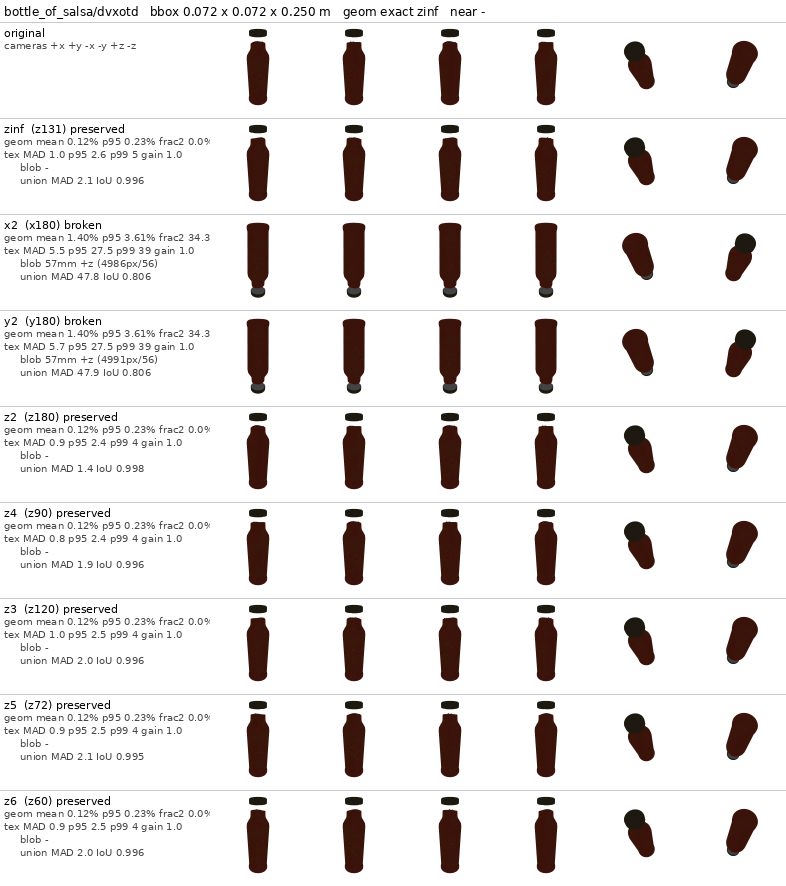 bottle_of_salsa/dvxotd bbox 0.072 x 0.072 x 0.250 m geom exact zinf near -
original
cameras +x +y -x -y +z -z
zinf (z131) preserved
geom mean 0.12% p95 0.23% frac2 0.0%
tex MAD 1.0 p95 2.6 p99 5 gain 1.0
blob -
union MAD 2.1 IoU 0.996
x2 (x180) broken
geom mean 1.40% p95 3.61% frac2 34.3
tex MAD 5.5 p95 27.5 p99 39 gain 1.0
blob 57mm +z (4986px/56)
union MAD 47.8 IoU 0.806
y2 (y180) broken
geom mean 1.40% p95 3.61% frac2 34.3
tex MAD 5.7 p95 27.5 p99 39 gain 1.0
blob 57mm +z (4991px/56)
union MAD 47.9 IoU 0.806
z2 (z180) preserved
geom mean 0.12% p95 0.23% frac2 0.0%
tex MAD 0.9 p95 2.4 p99 4 gain 1.0
blob -
union MAD 1.4 IoU 0.998
z4 (z90) preserved
geom mean 0.12% p95 0.23% frac2 0.0%
tex MAD 0.8 p95 2.4 p99 4 gain 1.0
blob -
union MAD 1.9 IoU 0.996
z3 (z120) preserved
geom mean 0.12% p95 0.23% frac2 0.0%
tex MAD 1.0 p95 2.5 p99 4 gain 1.0
blob -
union MAD 2.0 IoU 0.996
z5 (z72) preserved
geom mean 0.12% p95 0.23% frac2 0.0%
tex MAD 0.9 p95 2.5 p99 4 gain 1.0
blob -
union MAD 2.1 IoU 0.995
z6 (z60) preserved
geom mean 0.12% p95 0.23% frac2 0.0%
tex MAD 0.9 p95 2.5 p99 4 gain 1.0
blob -
union MAD 2.0 IoU 0.996